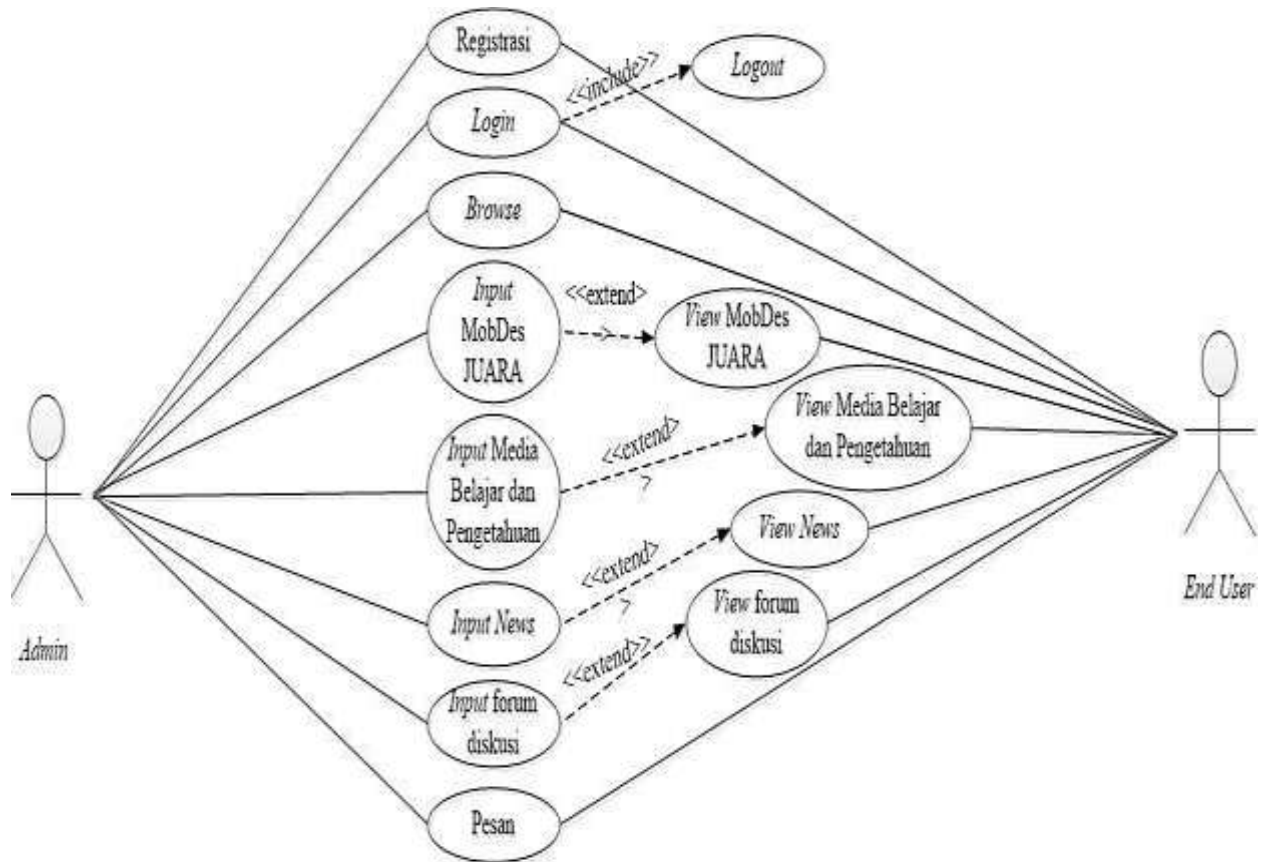 Registrasi
<<include>>
Logout
Login
Browse
Input
MobDes
JUARA
<<extend>
>
View MobDes
JUARA
Input Media
Belajar dan
Pengetahuan
<<extend>
>
View Media Belajar
dan Pengetahuan
Input News
<<extend>
>
View News
Input forum
diskusi
<<extend>>
View forum
diskusi
Pesan
Admin
End User